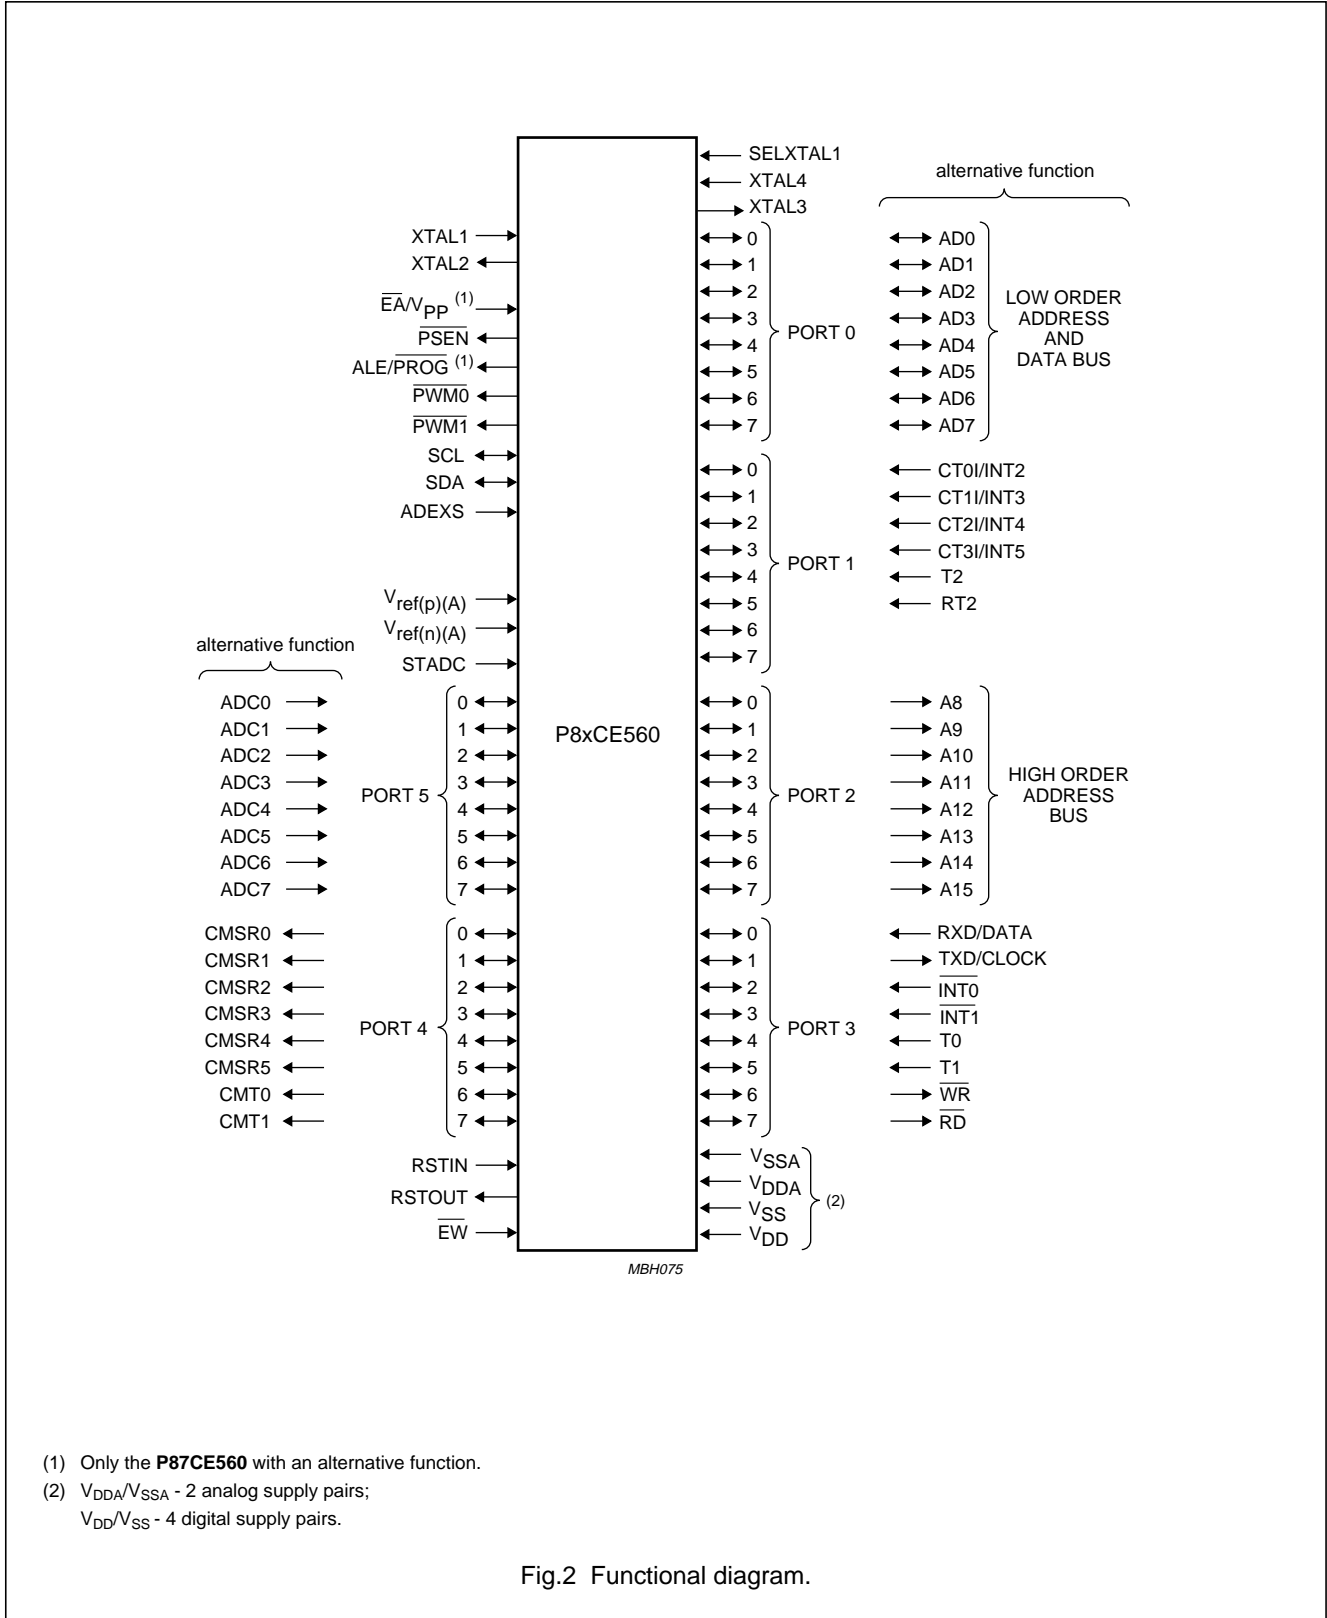 SELXTAL1
XTAL4
XTAL3
alternative function
XTAL1
XTAL2
EA/VPP (1)
PSEN
ALE/PROG (1)
PWM0
PWM1
SCL
SDA
ADEXS
Vref(p)(A)
Vref(n)(A)
STADC
0
1
2
3
4
5
6
7
PORT 0
AD0
AD1
AD2
AD3
AD4
AD5
AD6
AD7
LOW ORDER
ADDRESS
AND
DATA BUS
0
1
2
3
4
5
6
7
PORT 1
CT0I/INT2
CT1I/INT3
CT2I/INT4
CT3I/INT5
T2
RT2
alternative function
ADC0
ADC1
ADC2
ADC3
ADC4
ADC5
ADC6
ADC7
PORT 5
0
1
2
3
4
5
6
7
P8xCE560
0
1
2
3
4
5
6
7
PORT 2
A8
A9
A10
A11
A12
A13
A14
A15
HIGH ORDER
ADDRESS
BUS
CMSR0
CMSR1
CMSR2
CMSR3
CMSR4
CMSR5
CMT0
CMT1
PORT 4
0
1
2
3
4
5
6
7
0
1
2
3
4
5
6
7
PORT 3
RXD/DATA
TXD/CLOCK
INT0
INT1
T0
T1
WR
RD
RSTIN
RSTOUT
EW
VSSA
VDDA
VSS
VDD
(2)
MBH075
(1) Only the P87CE560 with an alternative function.
(2) VDDA/VSSA - 2 analog supply pairs;
VDD/VSS - 4 digital supply pairs.
Fig.2 Functional diagram.